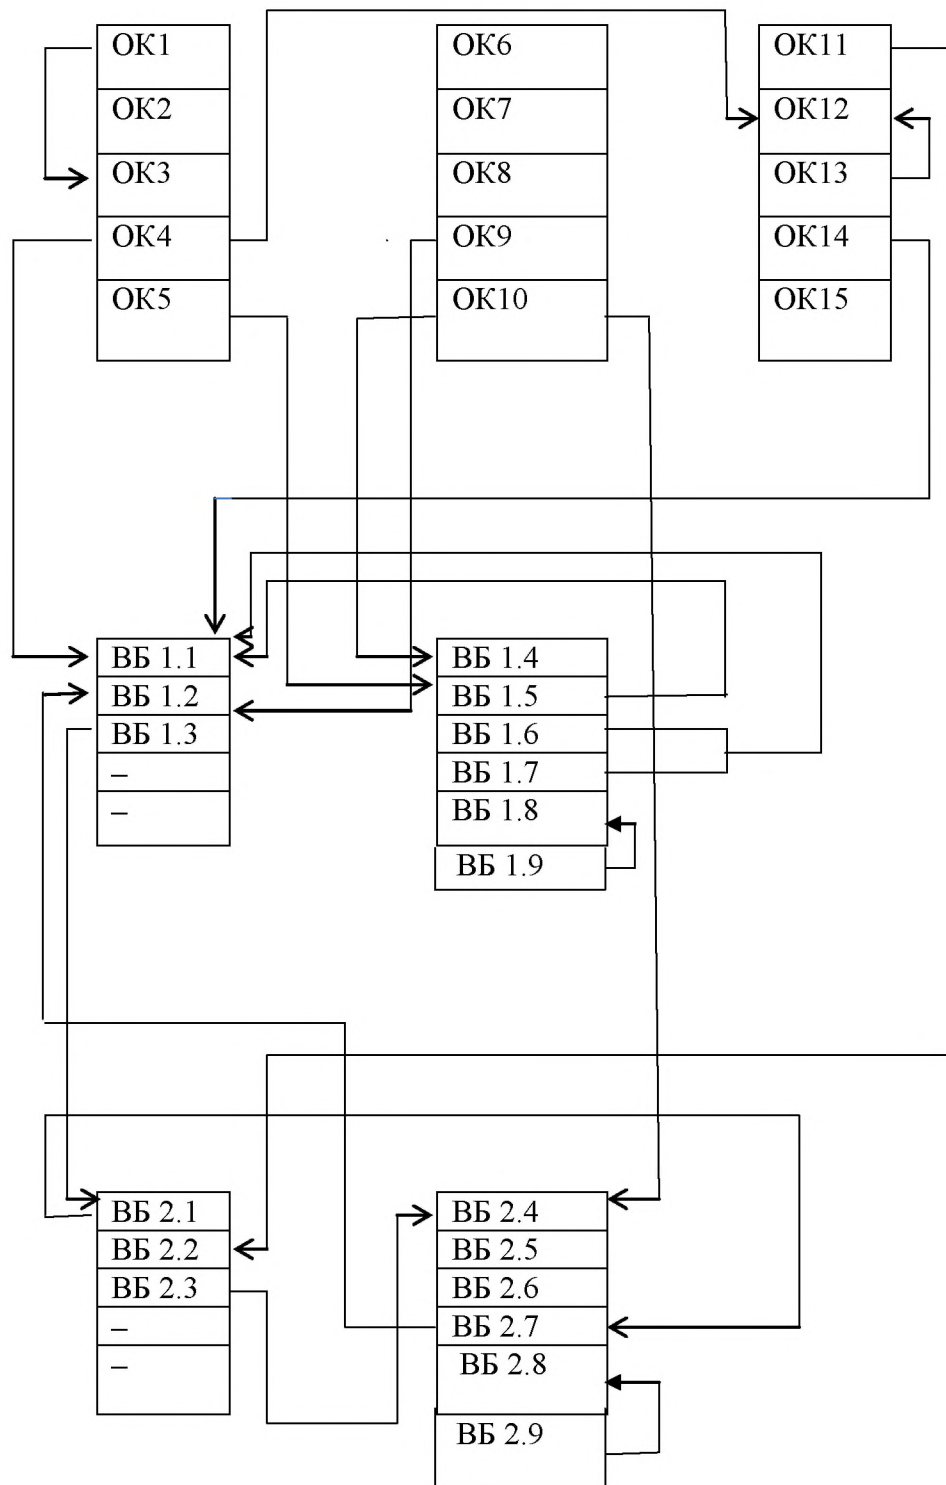 ОК1
ОК2
ОК3
ОК4
ОК5
ОК6
ОК7
ОК8
ОК9
ОК10
ОК11
ОК12
ОК13
ОК14
ОК15
ВБ 1.1
ВБ 1.2
ВБ 1.3
–
–
ВБ 1.4
ВБ 1.5
ВБ 1.6
ВБ 1.7
ВБ 1.8
ВБ 1.9
ВБ 2.1
ВБ 2.2
ВБ 2.3
–
–
ВБ 2.4
ВБ 2.5
ВБ 2.6
ВБ 2.7
ВБ 2.8
ВБ 2.9